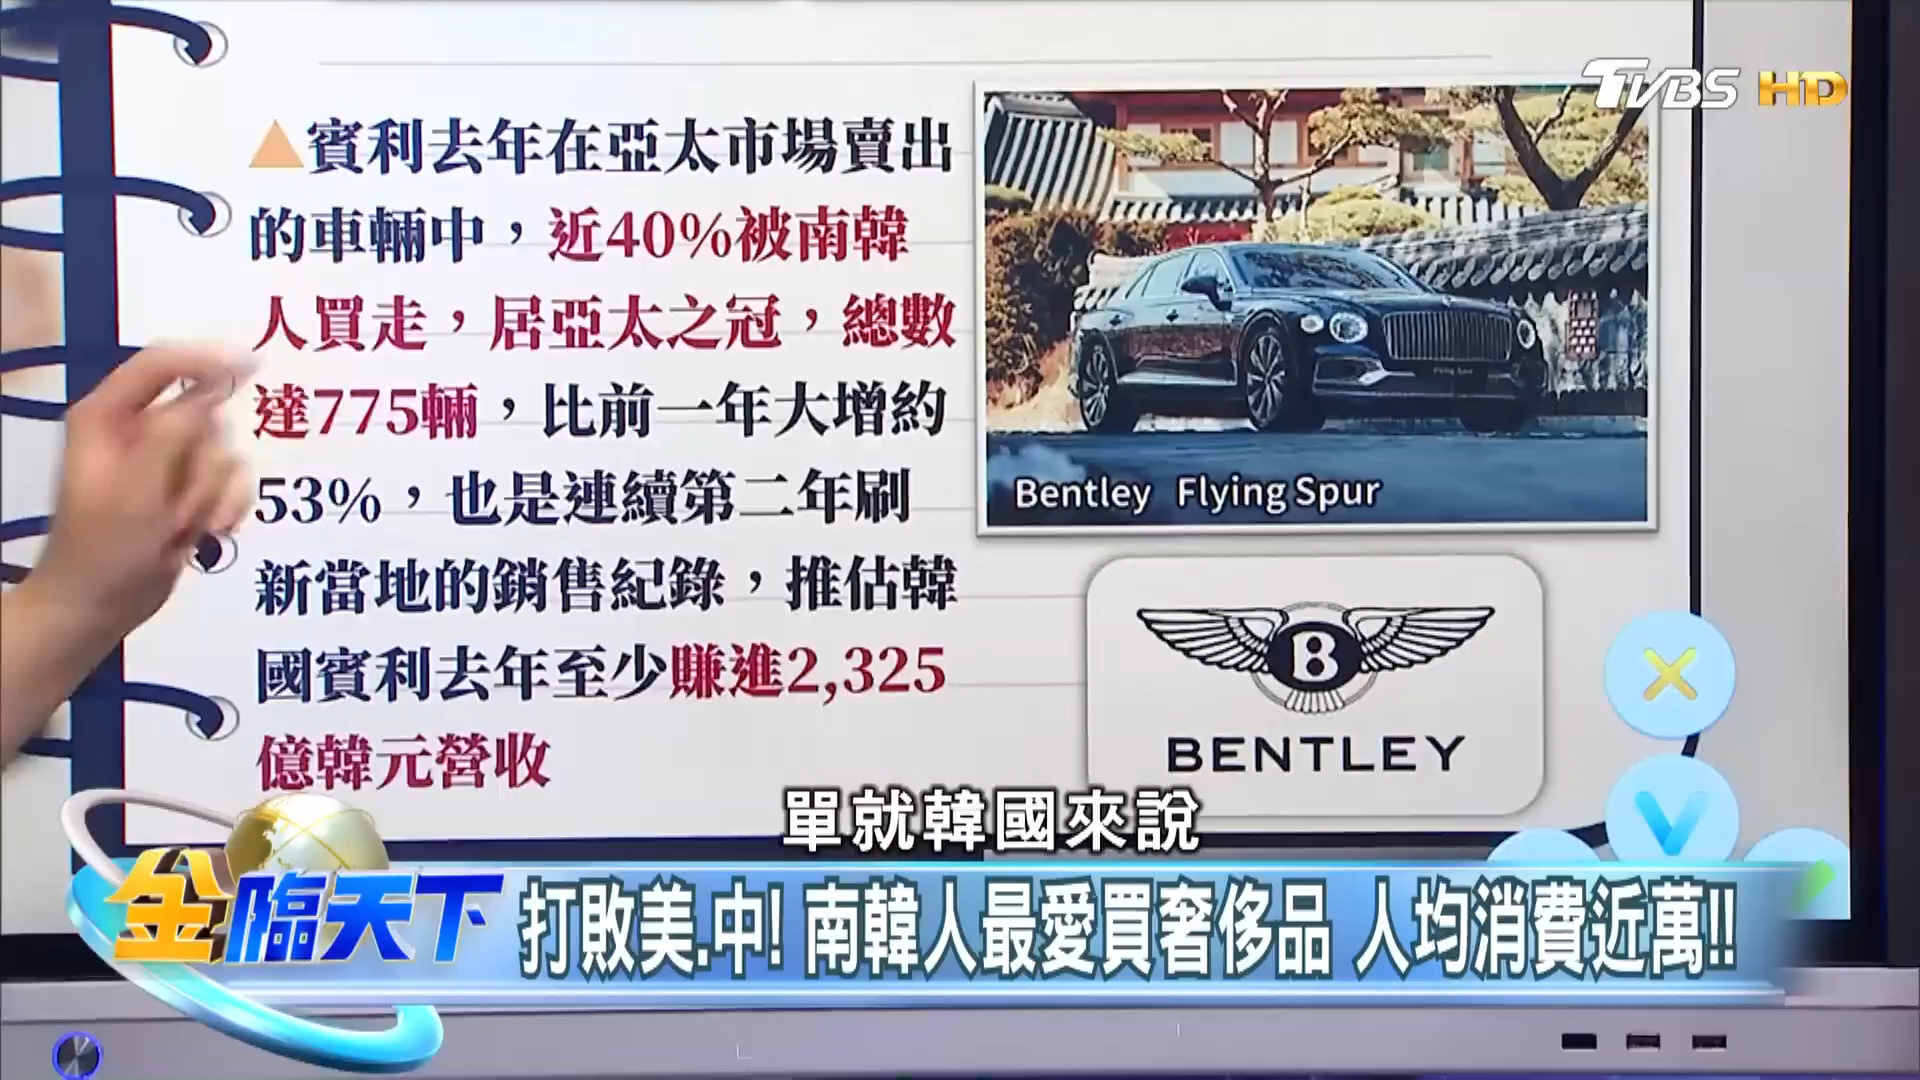 TVBS HD
▲賓利去年在亞太市場賣出
的車輛中，近40%被南韓
人買走，居亞太之冠，總數
達775輛，比前一年大增約
53%，也是連續第二年刷
新當地的銷售紀錄，推估韓
國賓利去年至少賺進2,325
億韓元營收
Flying Spur
Bentley Flying Spur
B
BENTLEY
單就韓國來說
金臨天下
打敗美.中! 南韓人最愛買奢侈品 人均消費近萬!!